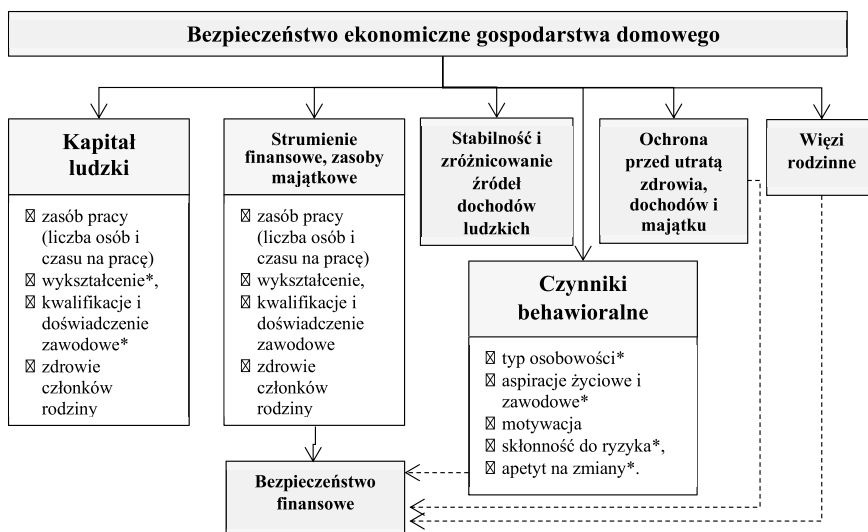 Bezpieczeństwo ekonomiczne gospodarstwa domowego
Kapitał
ludzki
zasób pracy
(liczba osób i
czasu na pracę)
wykształcenie*,
kwalifikacje i
doświadczenie
zawodowe*
zdrowie
członków
rodziny
Strumienie
finansowe, zasoby
majątkowe
zasób pracy
(liczba osób i
czasu na pracę)
wykształcenie,
kwalifikacje i
doświadczenie
zawodowe
zdrowie
członków
rodziny
Stabilność i
zróżnicowanie
źródeł
dochodów
ludzkich
Ochrona
przed utratą
zdrowia,
dochodów i
majątku
Więzi
rodzinne
Czynniki
behawioralne
typ osobowości*
aspiracje życiowe i
zawodowe*
motywacja
skłonność do ryzyka*,
apetyt na zmiany*.
Bezpieczeństwo
finansowe